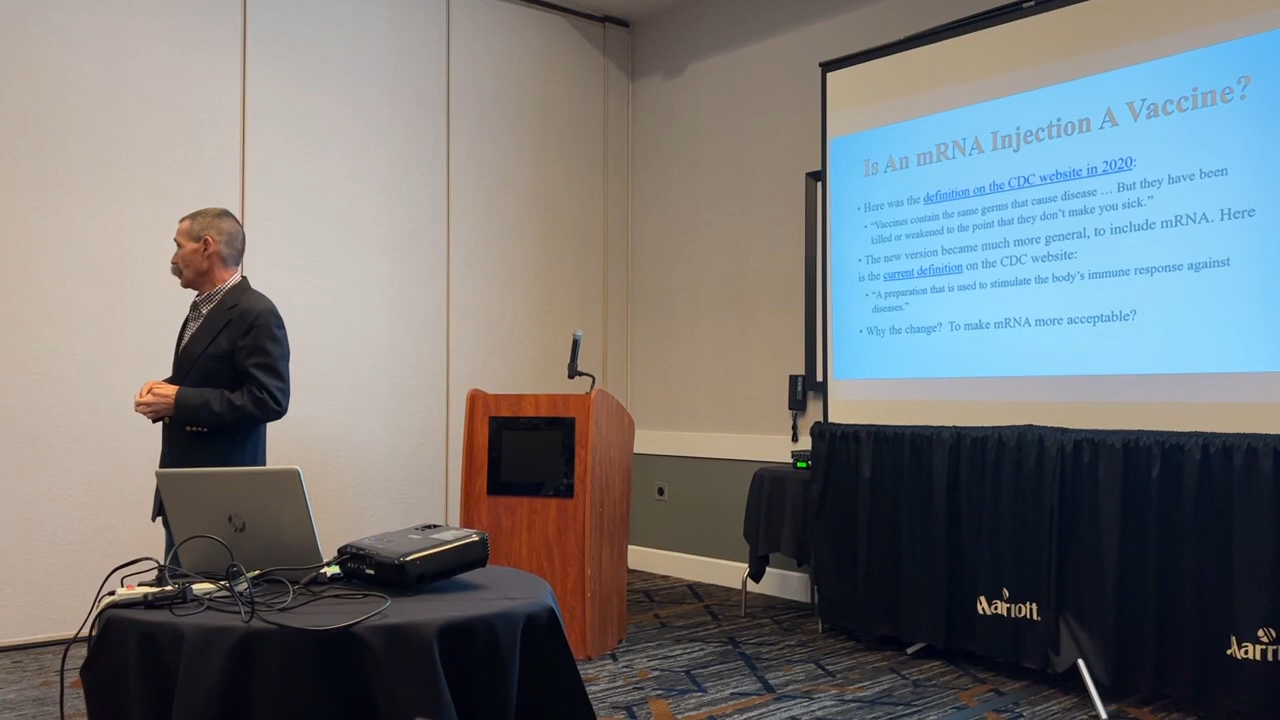 Is An mRNA Injection A Vaccine?
• Here was the definition on the CDC website in 2020:
• “Vaccines contain the same germs that cause disease … But they have been
killed or weakened to the point that they don’t make you sick.”
• The new version became much more general, to include mRNA. Here
is the current definition on the CDC website:
• “A preparation that is used to stimulate the body’s immune response against
diseases.”
• Why the change?  To make mRNA more acceptable?
hp
Marriott.
Marri